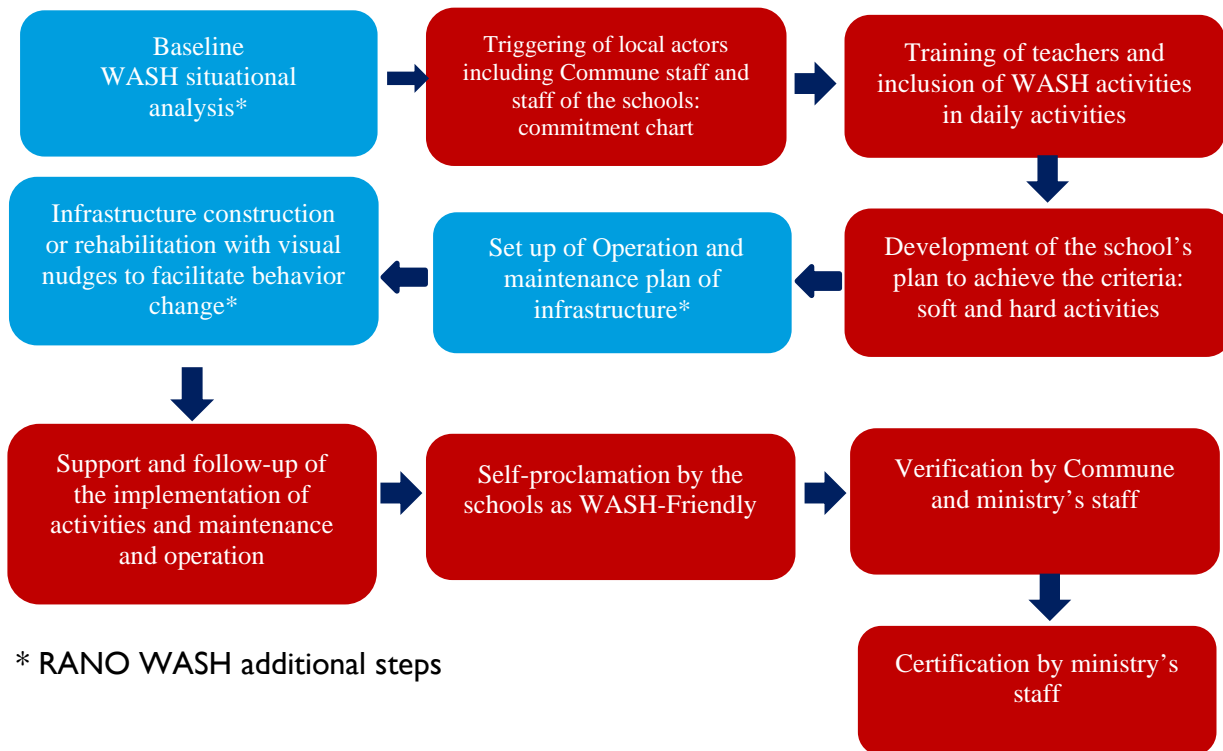 Baseline
WASH situational
analysis*
Triggering of local actors
including Commune staff and
staff of the schools:
commitment chart
Training of teachers and
inclusion of WASH activities
in daily activities
Development of the school's
plan to achieve the criteria:
soft and hard activities
Set up of Operation and
maintenance plan of
infrastructure*
Infrastructure construction
or rehabilitation with visual
nudges to facilitate behavior
change*
Support and follow-up of
the implementation of
activities and maintenance
and operation
Self-proclamation by the
schools as WASH-Friendly
Verification by Commune
and ministry's staff
Certification by ministry's
staff
* RANO WASH additional steps